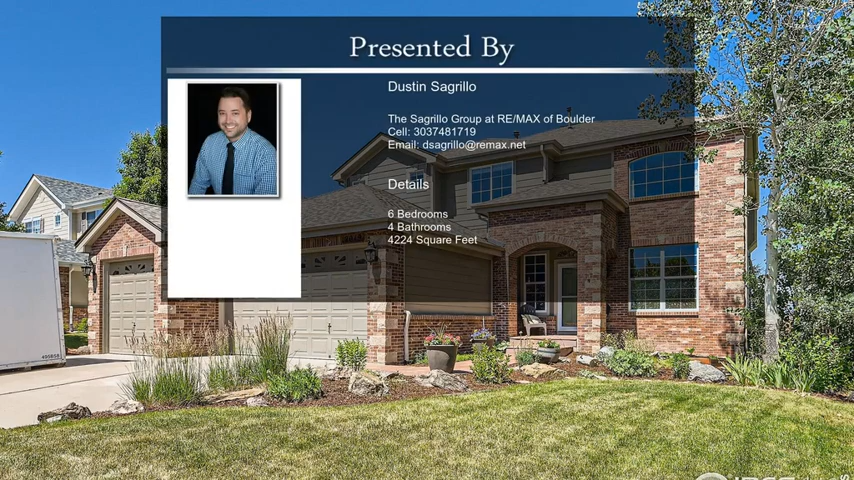 Presented By
Dustin Sagrillo
The Sagrillo Group at RE/MAX of Boulder
Cell: 3037481719
Email: dsagrillo@remax.net
Details
6 Bedrooms
4 Bathrooms
4224 Square Feet